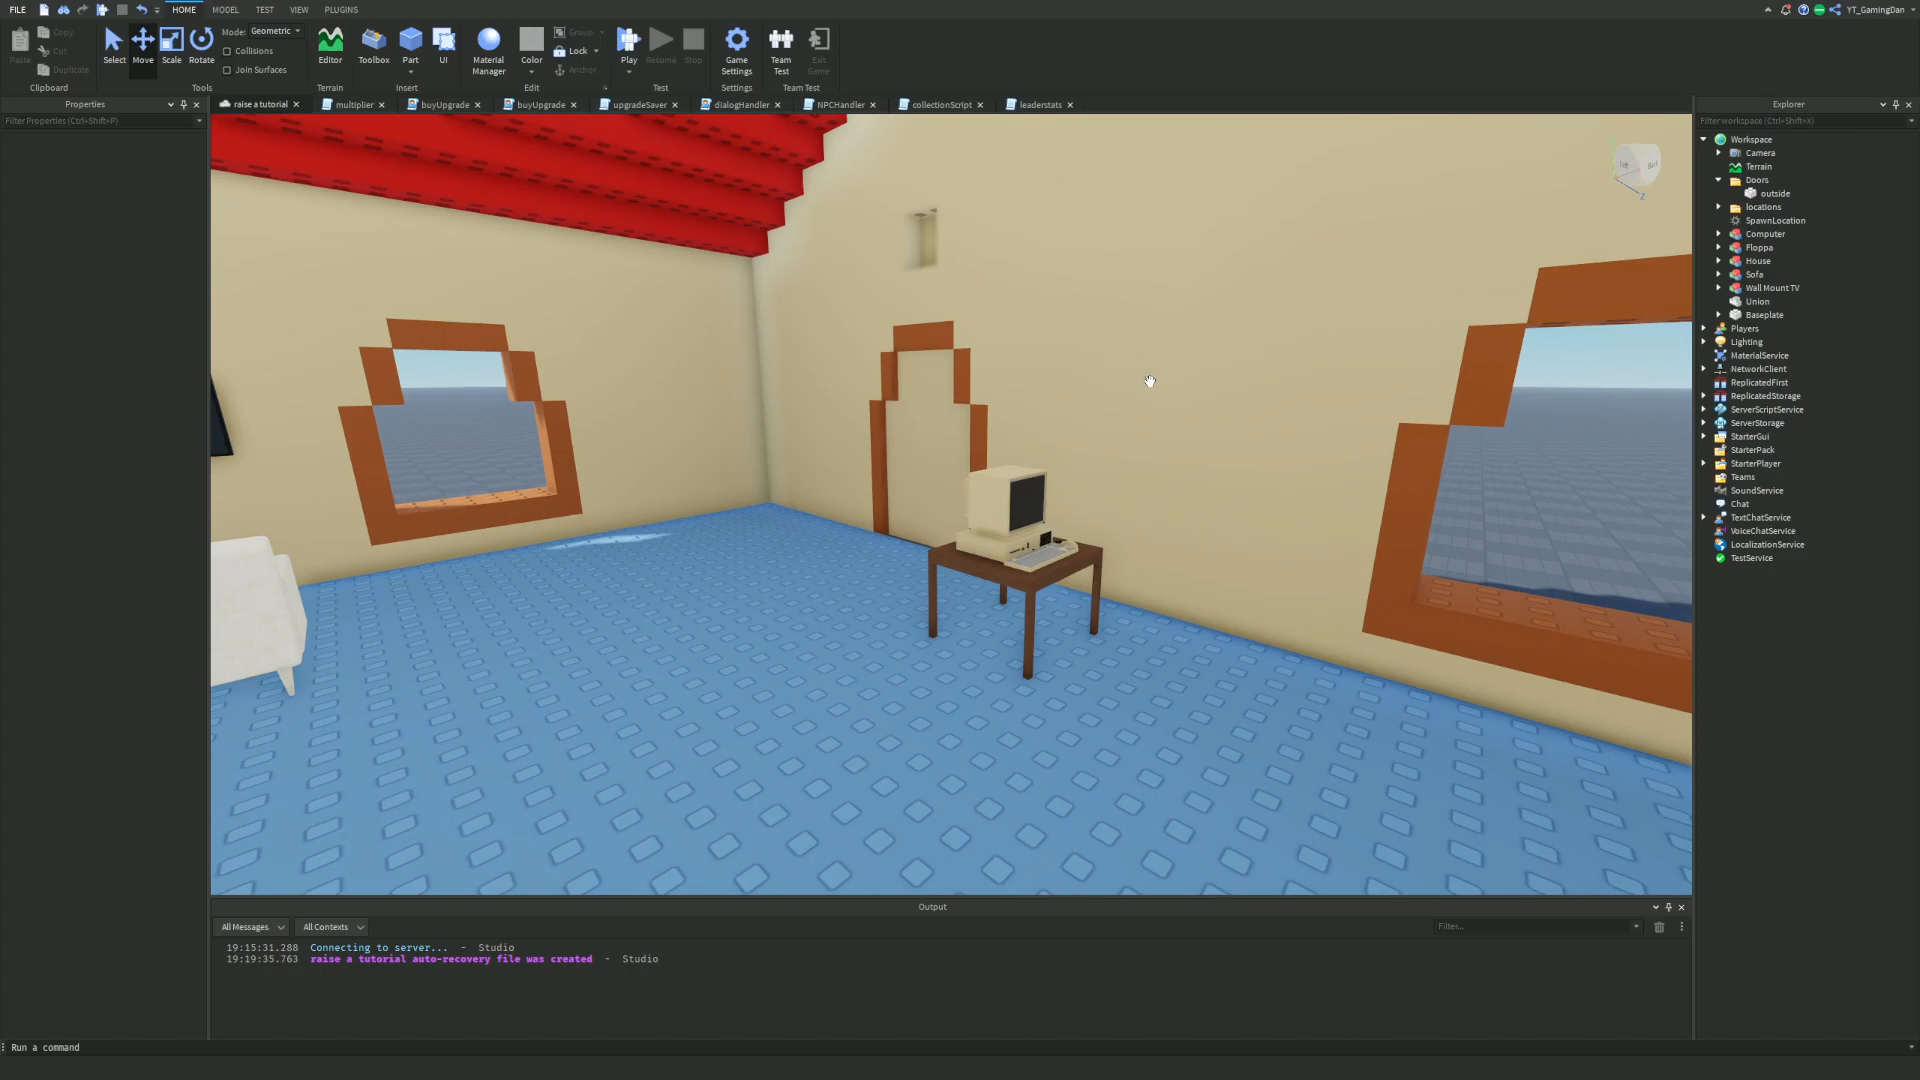 FILE HOME MODEL TEST VIEW PLUGINS YT_GamingDan
Paste Copy Cut Duplicate Clipboard
Select Move Scale Rotate Mode: Geometric Collisions Join Surfaces Tools
Editor Terrain
Toolbox Part UI Insert
Material Manager Color Group Lock Anchor Edit
Play Resume Stop Test
Game Settings Settings
Team Test Exit Game Team Test
Properties
Filter Properties (Ctrl+Shift+P)
raise a tutorial multiplier buyUpgrade buyUpgrade upgradeSaver dialogHandler NPCHandler collectionScript leaderstats
Explorer
Filter workspace (Ctrl+Shift+X)
Workspace
Camera
Terrain
Doors
outside
locations
SpawnLocation
Computer
Floppa
House
Sofa
Wall Mount TV
Union
Baseplate
Players
Lighting
MaterialService
NetworkClient
ReplicatedFirst
ReplicatedStorage
ServerScriptService
ServerStorage
StarterGui
StarterPack
StarterPlayer
Teams
SoundService
Chat
TextChatService
VoiceChatService
LocalizationService
TestService
Z
Output
All Messages All Contexts Filter...
19:15:31.288 Connecting to server... - Studio
19:19:35.763 raise a tutorial auto-recovery file was created - Studio
Run a command